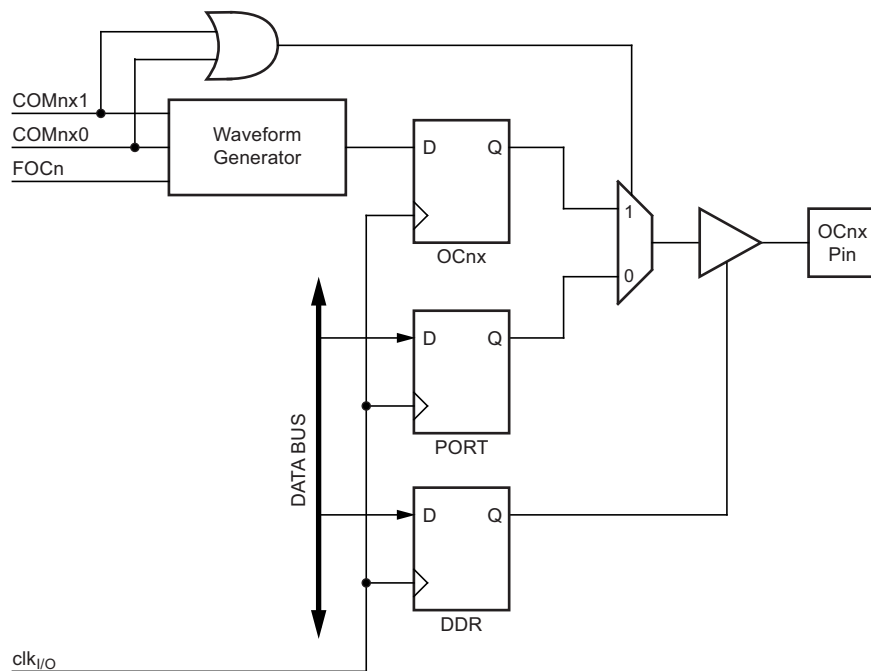 COMnx1
COMnx0
FOCn
Waveform
Generator
D
Q
OCnx
1
0
OCnx
Pin
D
Q
PORT
DATA BUS
D
Q
DDR
clkI/O